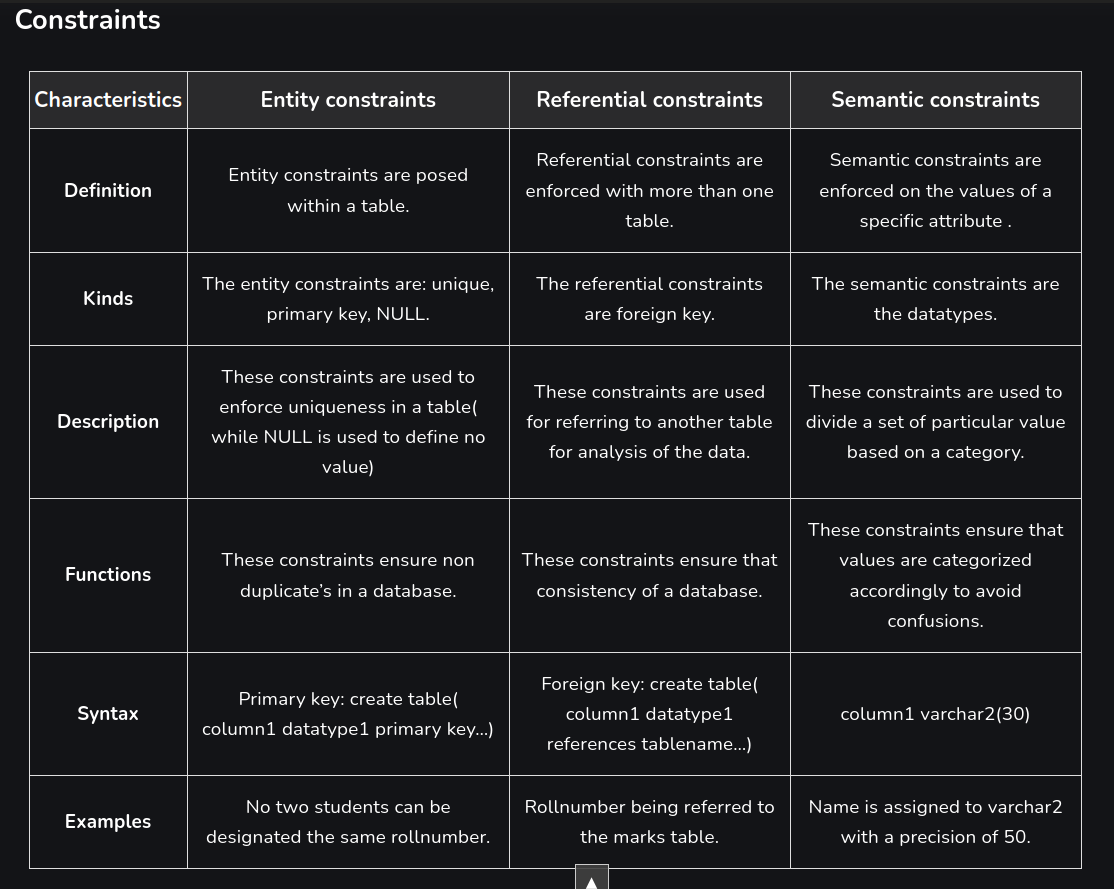 Constraints
Characteristics
Entity constraints
Referential constraints
Semantic constraints
Definition
Entity constraints are posed
within a table.
Referential constraints are
enforced with more than one
table.
Semantic constraints are
enforced on the values of a
specific attribute .
Kinds
The entity constraints are: unique,
primary key, NULL.
The referential constraints
are foreign key.
The semantic constraints are
the datatypes.
Description
These constraints are used to
enforce uniqueness in a table(
while NULL is used to define no
value)
These constraints are used
for referring to another table
for analysis of the data.
These constraints are used to
divide a set of particular value
based on a category.
Functions
These constraints ensure non
duplicate’s in a database.
These constraints ensure that
consistency of a database.
These constraints ensure that
values are categorized
accordingly to avoid
confusions.
Syntax
Primary key: create table(
column1 datatype1 primary key...)
Foreign key: create table(
column1 datatype1
references tablename...)
column1 varchar2(30)
Examples
No two students can be
designated the same rollnumber.
Rollnumber being referred to
the marks table.
Name is assigned to varchar2
with a precision of 50.